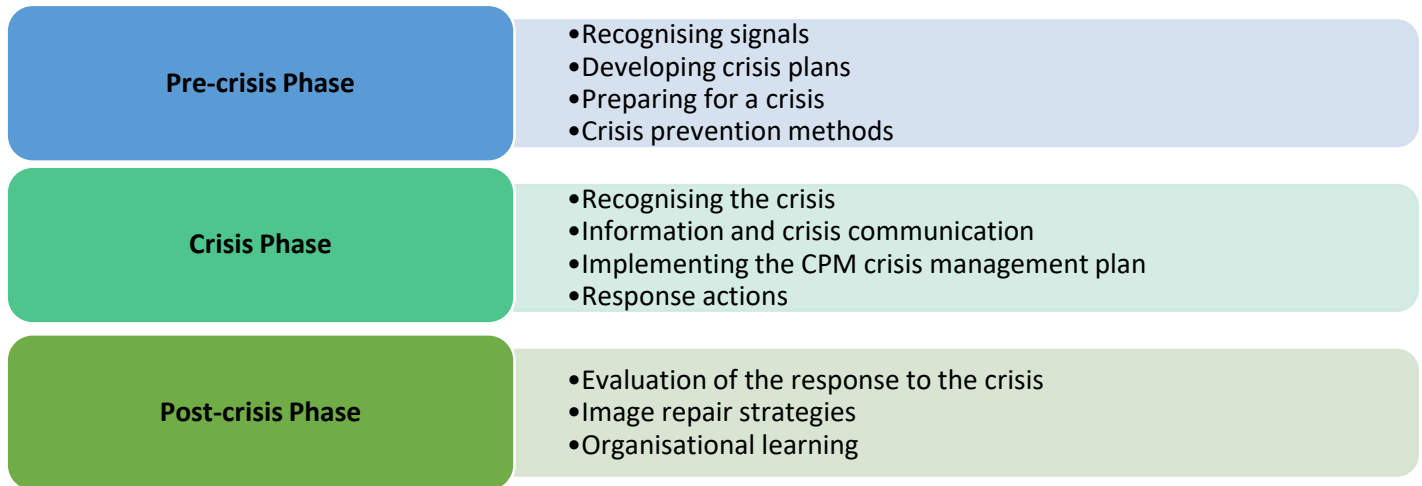 Pre-crisis Phase
•Recognising signals
•Developing crisis plans
•Preparing for a crisis
•Crisis prevention methods
Crisis Phase
•Recognising the crisis
•Information and crisis communication
•Implementing the CPM crisis management plan
•Response actions
Post-crisis Phase
•Evaluation of the response to the crisis
•Image repair strategies
•Organisational learning